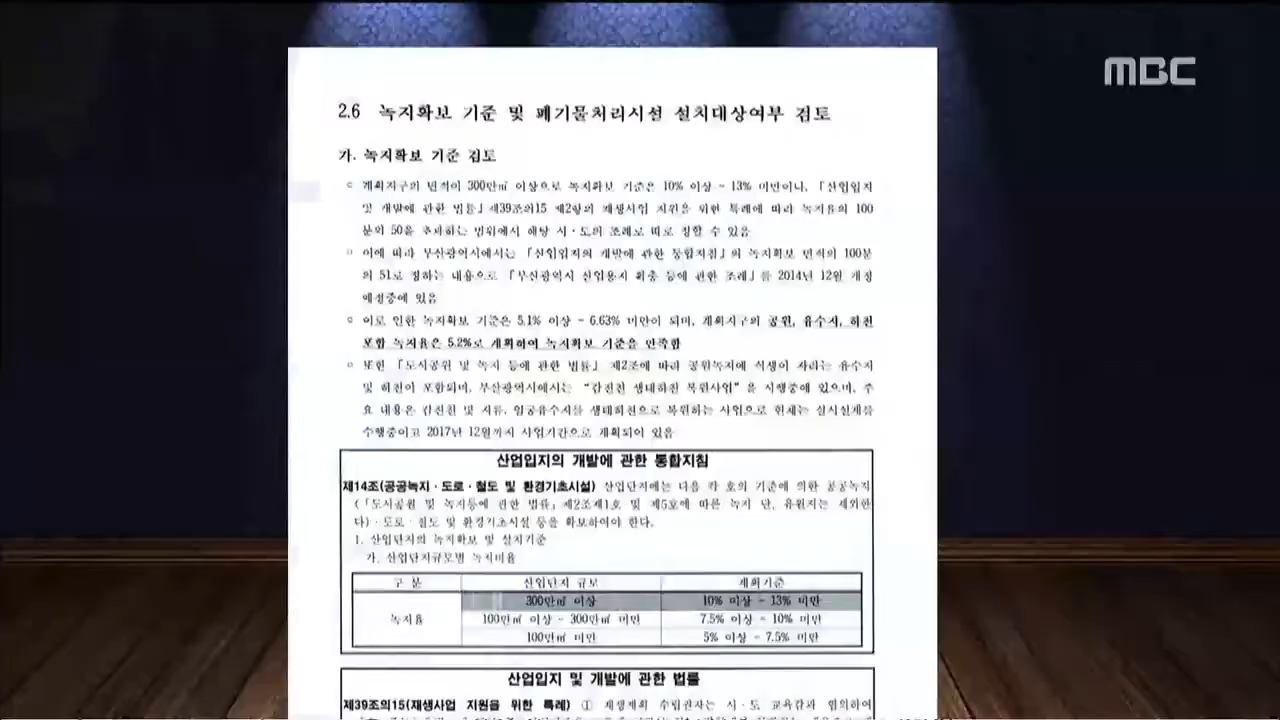 MBC
2.6 녹지확보 기준 및 폐기물처리시설 설치대상여부 검토
가. 녹지확보 기준 검토
○ 계획지구의 면적이 300만㎡ 이상으로 녹지확보 기준은 10% 이상 ~ 13% 미만이나, 「산업입지
및 개발에 관한 법률」제39조의15 제2항의 재생사업 지원을 위한 특례에 따라 녹지율의 100
분의 50을 초과하는 범위에서 해당 시·도의 조례로 따로 정할 수 있음
○ 이에 따라 부산광역시에서는 「산업입지의 개발에 관한 통합지침」의 녹지확보 면적의 100분
의 51로 정하는 내용으로 「부산광역시 산업용지 확충 등에 관한 조례」를 2014년 12월 개정
예정중에 있음
○ 이로 인한 녹지확보 기준은 5.1% 이상 ~ 6.63% 미만이 되며, 계획지구의 공원, 유수지, 하천
포함 녹지율은 5.2%로 계획하여 녹지확보 기준을 만족함
○ 또한 「도시공원 및 녹지 등에 관한 법률」 제2조에 따라 공원녹지에 식생이 자라는 유수지
및 하천이 포함되며, 부산광역시에서는 “감전천 생태하천 복원사업”을 시행중에 있으며, 주
요 내용은 감전천 및 지류, 엄궁유수지를 생태하천으로 복원하는 사업으로 현재는 실시설계를
수행중이고 2017년 12월까지 사업기간으로 계획되어 있음
산업입지의 개발에 관한 통합지침
제14조(공공녹지·도로·철도 및 환경기초시설) 산업단지에는 다음 각 호의 기준에 의한 공공녹지
(「도시공원 및 녹지등에 관한 법률」제2조제1호 및 제5호에 따른 녹지 단, 유원지는 제외한
다)·도로·철도 및 환경기초시설 등을 확보하여야 한다.
1. 산업단지의 녹지확보 및 설치기준
가. 산업단지규모별 녹지비율
구 분 산업단지 규모 계획기준
300만㎡ 이상 10% 이상 ~ 13% 미만
녹지율 100만㎡ 이상 ~ 300만㎡ 미만 7.5% 이상 ~ 10% 미만
100만㎡ 미만 5% 이상 ~ 7.5% 미만
산업입지 및 개발에 관한 법률
제39조의15(재생사업 지원을 위한 특례) ① 재생계획 수립권자는 시·도 교육감과 협의하여